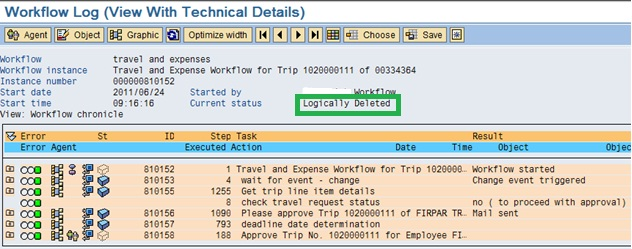 Workflow Log (View With Technical Details)
Agent Object Graphic Optimize width Choose Save
Workflow travel and expenses
Workflow instance Travel and Expense Workflow for Trip 1020000111 of 00334364
Instance number 000000810152
Start date 2011/06/24 Started by Workflow
Start time 09:16:16 Current status Logically Deleted
View: Workflow chronicle
Error Agent St ID Step Task Result
Error Agent Executed Action Date Time Object Objec
810152 1 Travel and Expense Workflow for Trip 1020000... Workflow started
810153 4 wait for event - change Change event triggered
810155 1255 Get trip line item details
8 check travel request status no ( to proceed with approval)
810156 1090 Please approve Trip 1020000111 of FIRPAR TR... Mail sent
810157 793 deadline date determination
810158 188 Approve Trip No. 1020000111 for Employee FI...